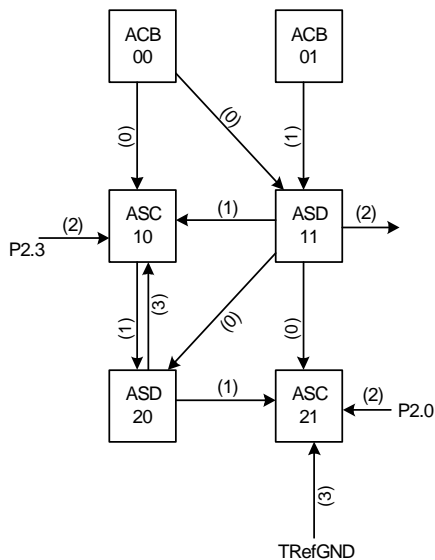 ACB
00
ACB
01
(0)
(0)
(1)
ASC
10
(1)
ASD
11
(2)
(2)
P2.3
(1)
(3)
(0)
(0)
ASD
20
(1)
ASC
21
(2)
P2.0
(3)
TRefGND